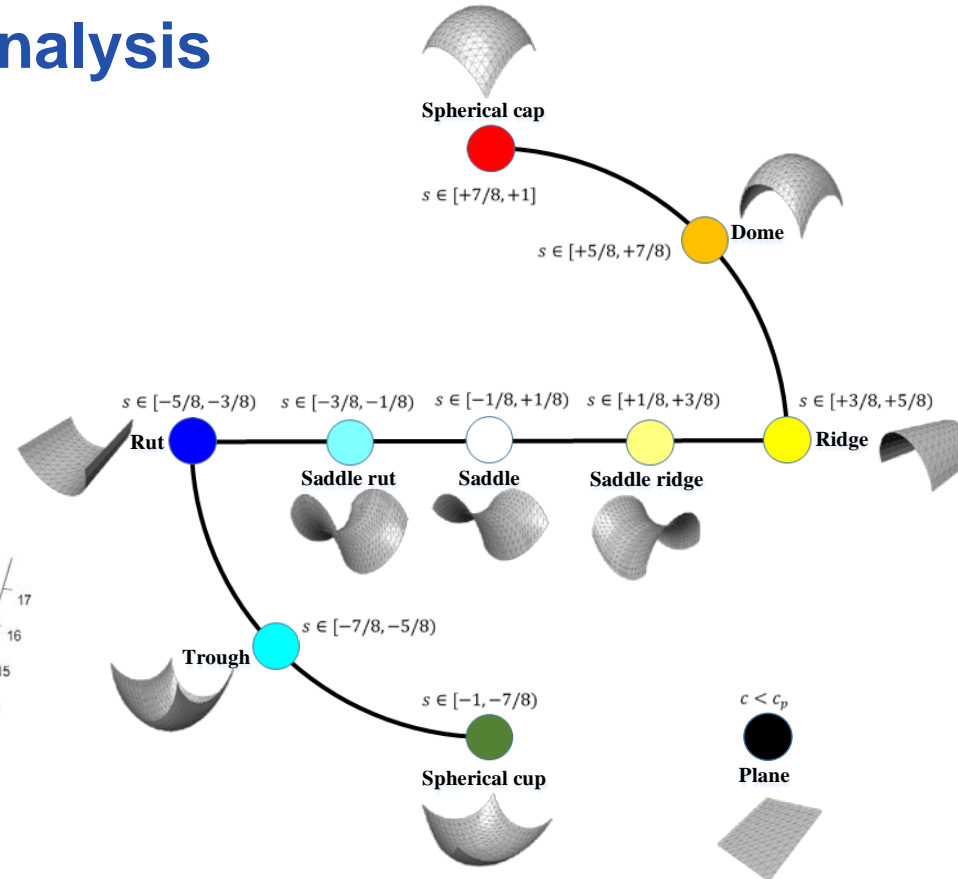 nalysis
Spherical cap
s ∈ [+7/8, +1]
Dome
s ∈ [+5/8, +7/8)
s ∈ [−5/8, −3/8)
s ∈ [−3/8, −1/8)
s ∈ [−1/8, +1/8)
s ∈ [+1/8, +3/8)
s ∈ [+3/8, +5/8)
Rut
Saddle rut
Saddle
Saddle ridge
Ridge
17
16
15
s ∈ [−7/8, −5/8)
Trough
s ∈ [−1, −7/8)
Spherical cup
c < cₚ
Plane